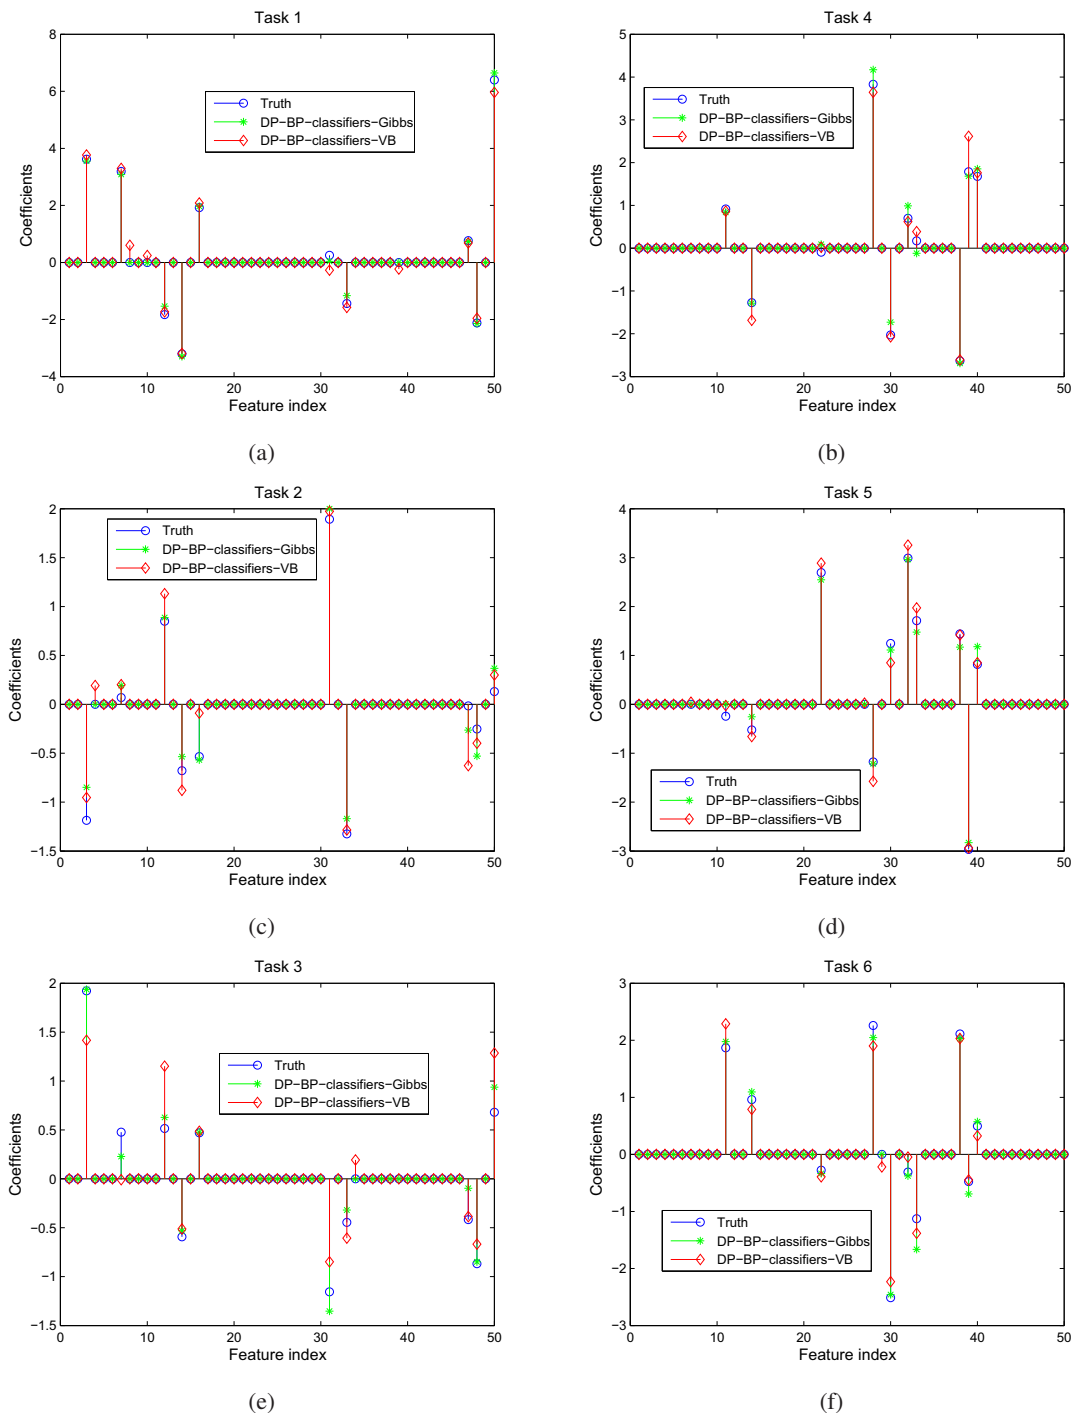 Task 1
8
6
4
2
0
−2
−4
Coefficients
Truth
DP−BP−classifiers−Gibbs
DP−BP−classifiers−VB
0 10 20 30 40 50
Feature index
(a)
Task 4
5
4
3
2
1
0
−1
−2
−3
Coefficients
Truth
DP−BP−classifiers−Gibbs
DP−BP−classifiers−VB
0 10 20 30 40 50
Feature index
(b)
Task 2
2
1.5
1
0.5
0
−0.5
−1
−1.5
Coefficients
Truth
DP−BP−classifiers−Gibbs
DP−BP−classifiers−VB
0 10 20 30 40 50
Feature index
(c)
Task 5
4
3
2
1
0
−1
−2
−3
Coefficients
Truth
DP−BP−classifiers−Gibbs
DP−BP−classifiers−VB
0 10 20 30 40 50
Feature index
(d)
Task 3
2
1.5
1
0.5
0
−0.5
−1
−1.5
Coefficients
Truth
DP−BP−classifiers−Gibbs
DP−BP−classifiers−VB
0 10 20 30 40 50
Feature index
(e)
Task 6
3
2
1
0
−1
−2
−3
Coefficients
Truth
DP−BP−classifiers−Gibbs
DP−BP−classifiers−VB
0 10 20 30 40 50
Feature index
(f)